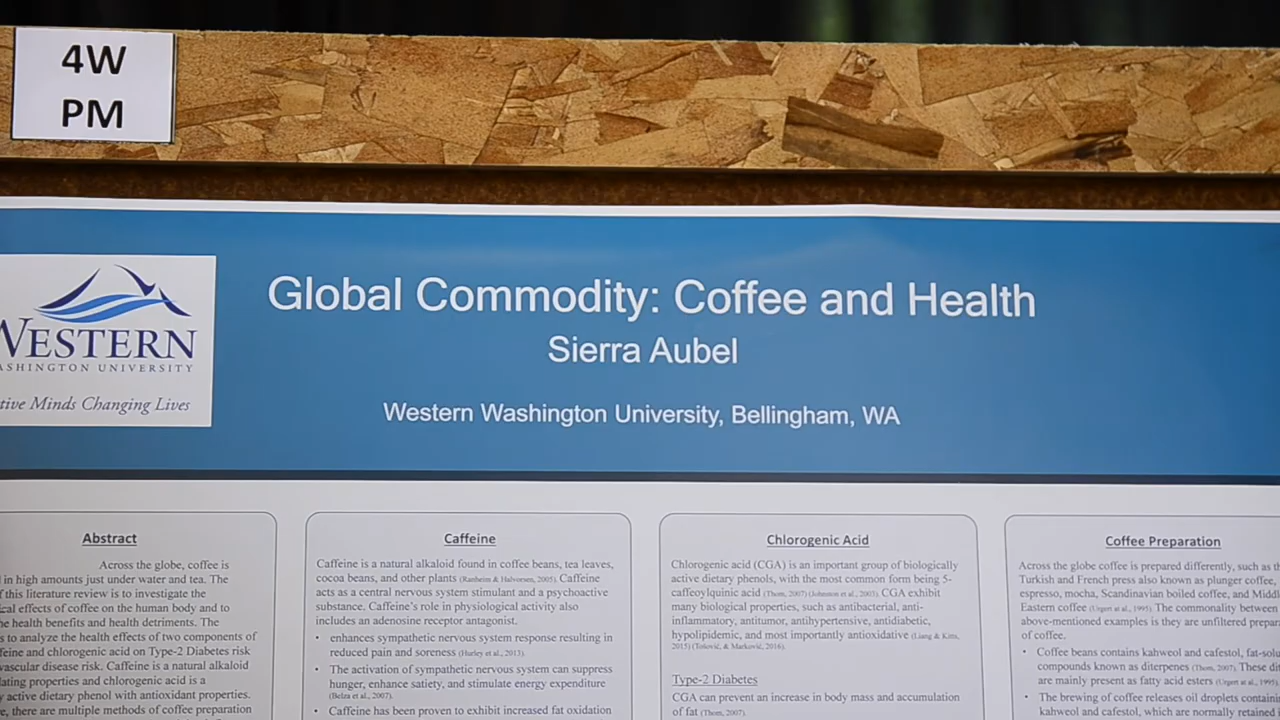 4W
PM
Global Commodity: Coffee and Health
Sierra Aubel
Western Washington University, Bellingham, WA
WESTERN
ASHINGTON UNIVERSITY
tive Minds Changing Lives
Abstract
Across the globe, coffee is
in high amounts just under water and tea. The
f this literature review is to investigate the
cal effects of coffee on the human body and to
he health benefits and health detriments. The
s to analyze the health effects of two components of
feine and chlorogenic acid on Type-2 Diabetes risk
vascular disease risk. Caffeine is a natural alkaloid
lating properties and chlorogenic acid is a
y active dietary phenol with antioxidant properties.
e, there are multiple methods of coffee preparation
Caffeine
Caffeine is a natural alkaloid found in coffee beans, tea leaves,
cocoa beans, and other plants (Ranheim & Halvorsen, 2005). Caffeine
acts as a central nervous system stimulant and a psychoactive
substance. Caffeine's role in physiological activity also
includes an adenosine receptor antagonist.
• enhances sympathetic nervous system response resulting in
reduced pain and soreness (Hurley et al., 2013).
• The activation of sympathetic nervous system can suppress
hunger, enhance satiety, and stimulate energy expenditure
(Belza et al., 2007).
• Caffeine has been proven to exhibit increased fat oxidation
Chlorogenic Acid
Chlorogenic acid (CGA) is an important group of biologically
active dietary phenols, with the most common form being 5-
caffeoylquinic acid (Thom, 2007) (Johnston et al., 2003). CGA exhibit
many biological properties, such as antibacterial, anti-
inflammatory, antitumor, antihypertensive, antidiabetic,
hypolipidemic, and most importantly antioxidative (Liang & Kitts,
2015) (Tošović, & Marković, 2016).
Type-2 Diabetes
CGA can prevent an increase in body mass and accumulation
of fat (Thom, 2007).
Coffee Preparation
Across the globe coffee is prepared differently, such as th
Turkish and French press also known as plunger coffee,
espresso, mocha, Scandinavian boiled coffee, and Middl
Eastern coffee (Urgert et al., 1995). The commonality between
above-mentioned examples is they are unfiltered prepar
of coffee.
• Coffee beans contains kahweol and cafestol, fat-solu
compounds known as diterpenes (Thom, 2007). These di
are mainly present as fatty acid esters (Urgert et al., 1995).
• The brewing of coffee releases oil droplets containi
kahweol and cafestol, which are normally retained i